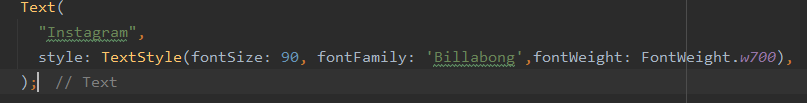 Text(
"Instagram",
style: TextStyle(fontSize: 90, fontFamily: 'Billabong',fontWeight: FontWeight.w700),
); // Text